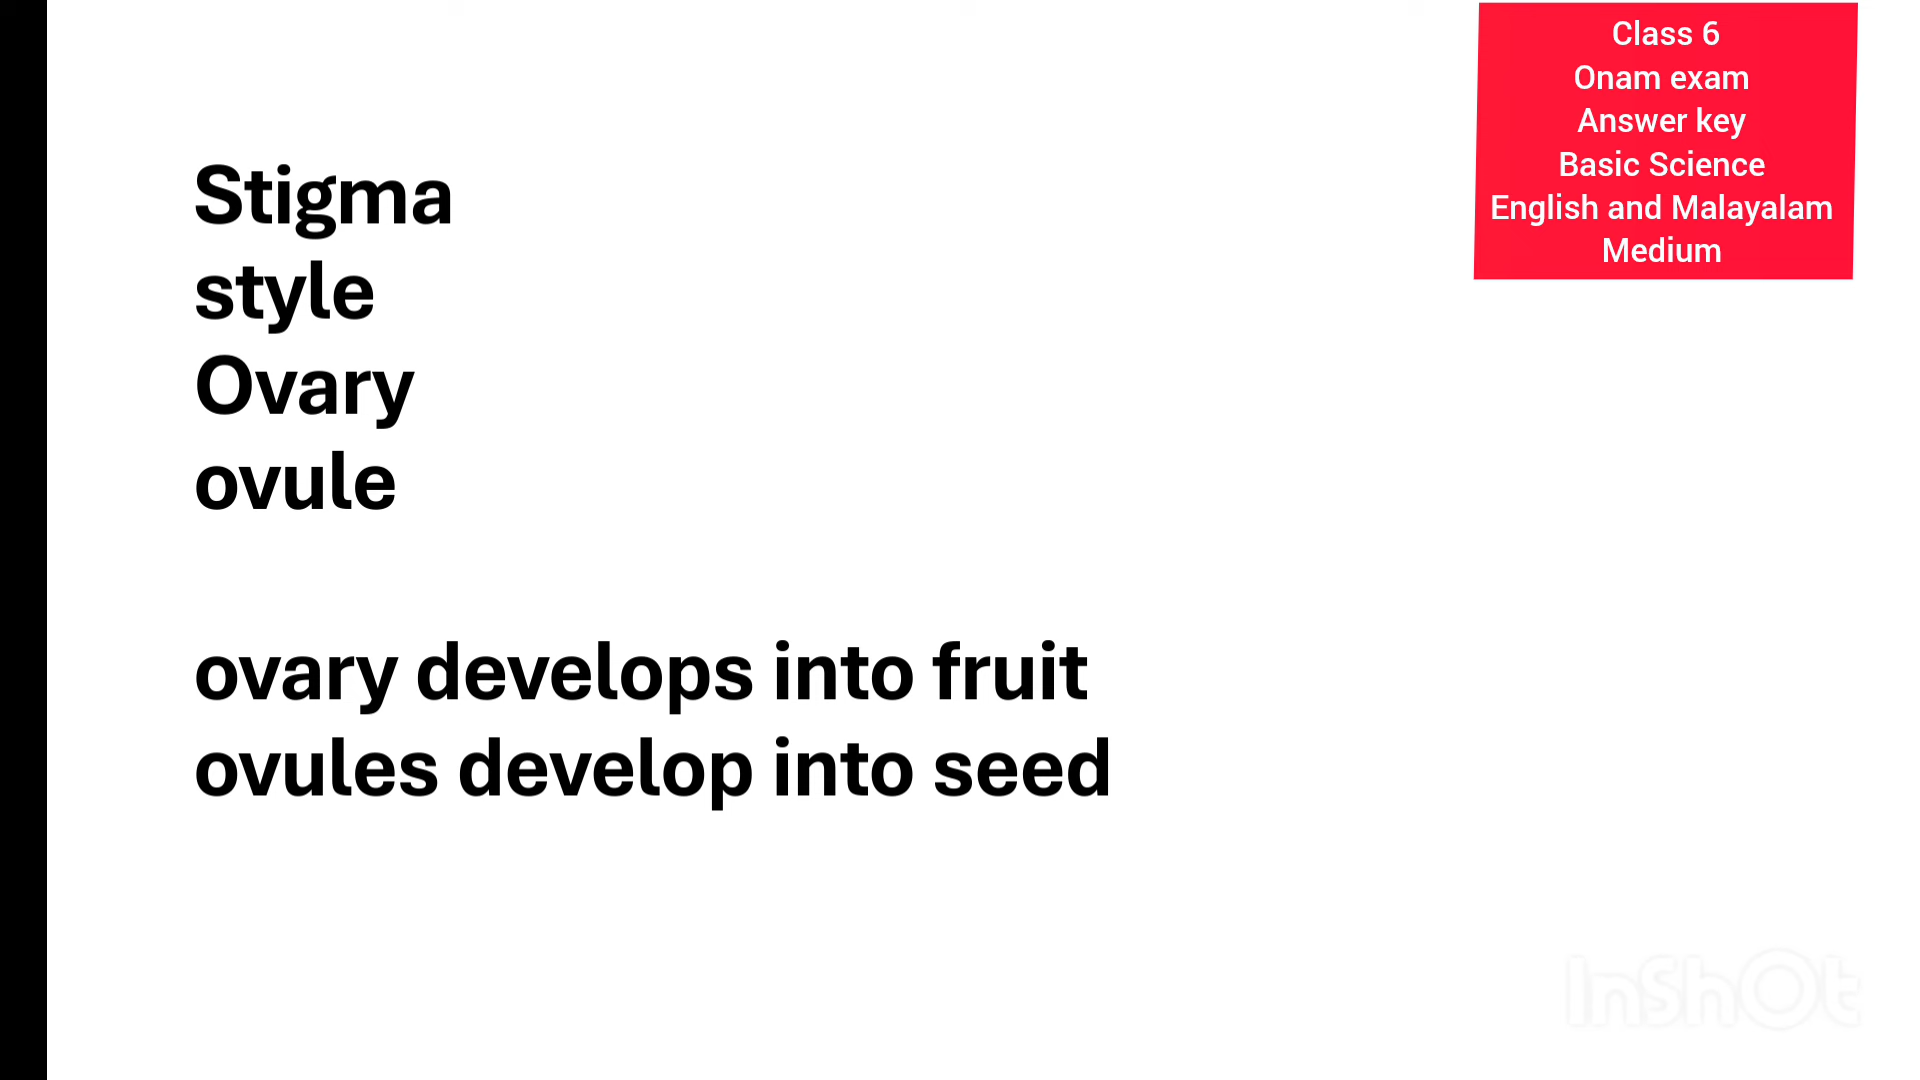 Class 6
Onam exam
Answer key
Basic Science
English and Malayalam
Medium
Stigma
style
Ovary
ovule
ovary develops into fruit
ovules develop into seed
InShOt